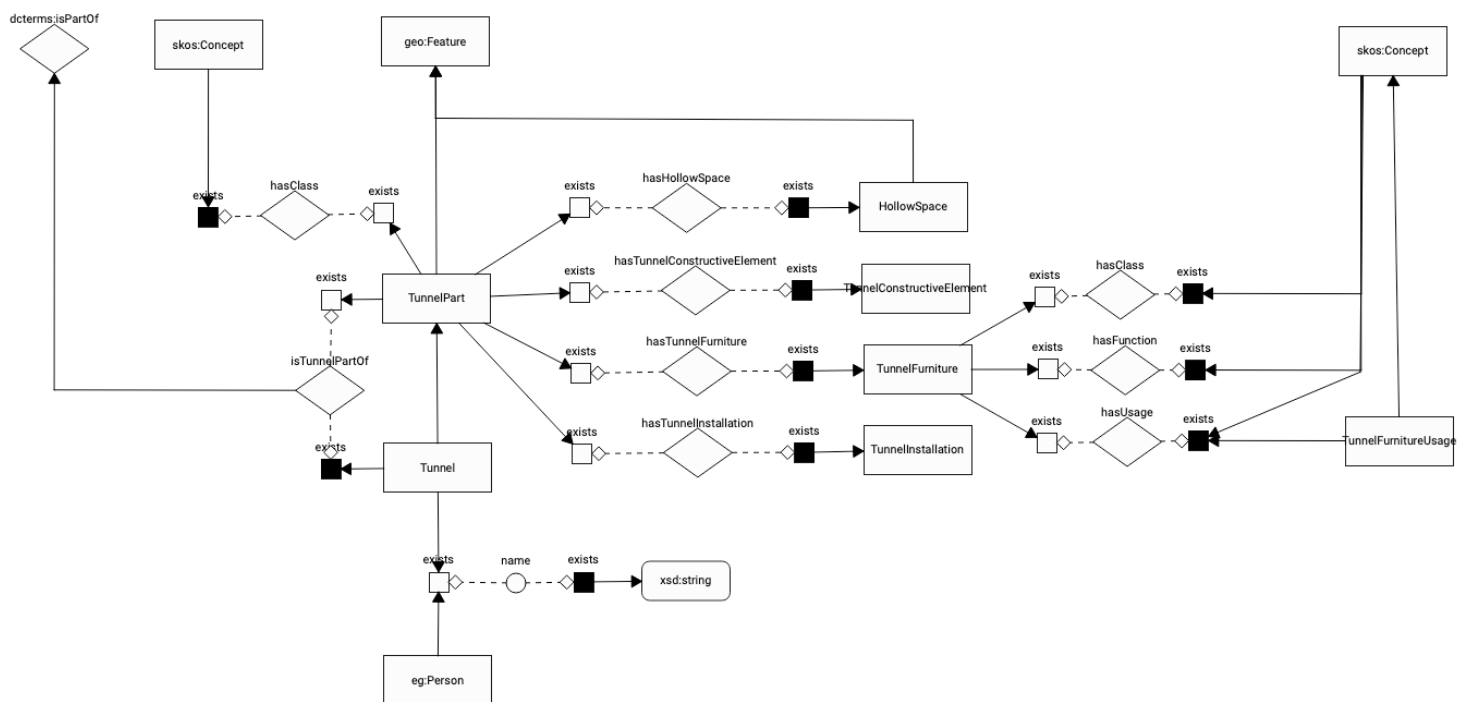 dcterms:isPartOf
skos:Concept
geo:Feature
skos:Concept
exists
hasClass
exists
exists
hasHollowSpace
exists
HollowSpace
exists
TunnelPart
exists
hasTunnelConstructiveElement
exists
TunnelConstructiveElement
exists
hasClass
exists
isTunnelPartOf
exists
hasTunnelFurniture
exists
TunnelFurniture
exists
hasFunction
exists
exists
Tunnel
exists
hasTunnelInstallation
exists
TunnelInstallation
exists
hasUsage
exists
TunnelFurnitureUsage
exists
name
exists
xsd:string
eg:Person